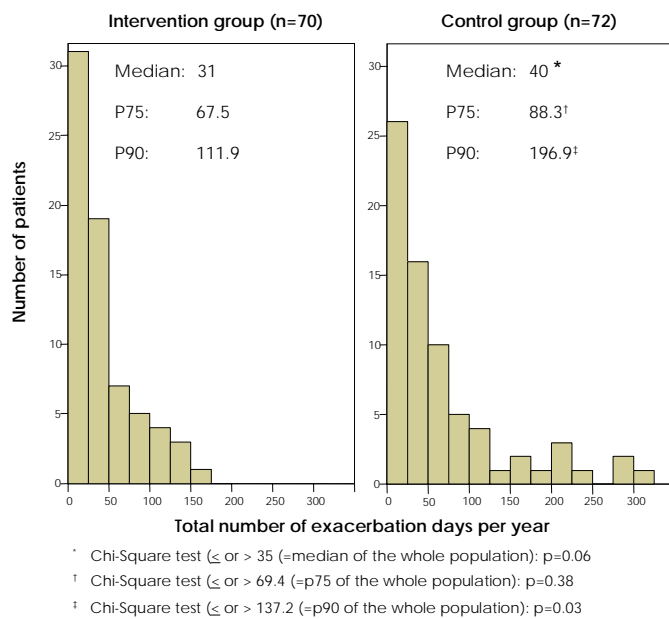 Intervention group (n=70)
Control group (n=72)
Number of patients
30
25
20
15
10
5
0
Median: 31
P75: 67.5
P90: 111.9
0 50 100 150 200 250 300
30
25
20
15
10
5
0
Median: 40 *
P75: 88.3†
P90: 196.9‡
0 50 100 150 200 250 300
Total number of exacerbation days per year
* Chi-Square test (≤ or > 35 (=median of the whole population): p=0.06
† Chi-Square test (≤ or > 69.4 (=p75 of the whole population): p=0.38
‡ Chi-Square test (≤ or > 137.2 (=p90 of the whole population): p=0.03